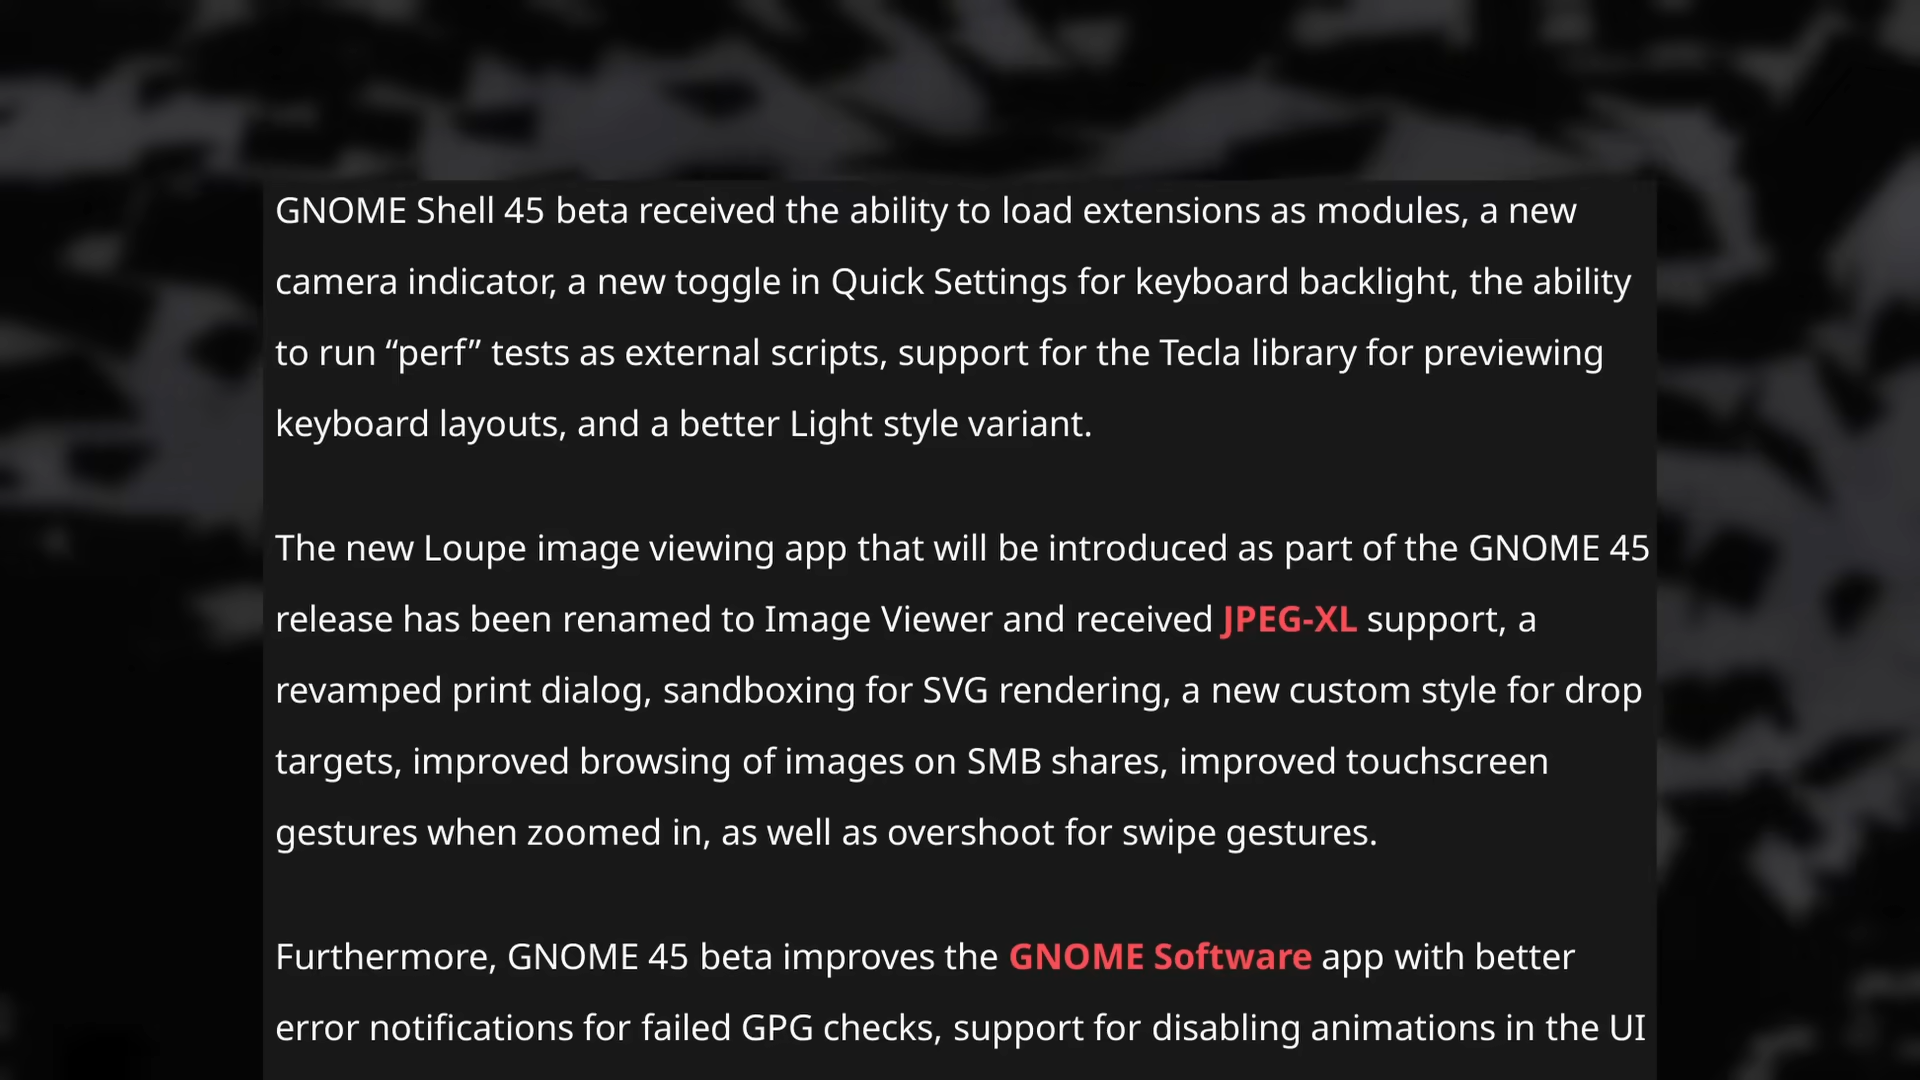 GNOME Shell 45 beta received the ability to load extensions as modules, a new
camera indicator, a new toggle in Quick Settings for keyboard backlight, the ability
to run “perf” tests as external scripts, support for the Tecla library for previewing
keyboard layouts, and a better Light style variant.
The new Loupe image viewing app that will be introduced as part of the GNOME 45
release has been renamed to Image Viewer and received JPEG-XL support, a
revamped print dialog, sandboxing for SVG rendering, a new custom style for drop
targets, improved browsing of images on SMB shares, improved touchscreen
gestures when zoomed in, as well as overshoot for swipe gestures.
Furthermore, GNOME 45 beta improves the GNOME Software app with better
error notifications for failed GPG checks, support for disabling animations in the UI